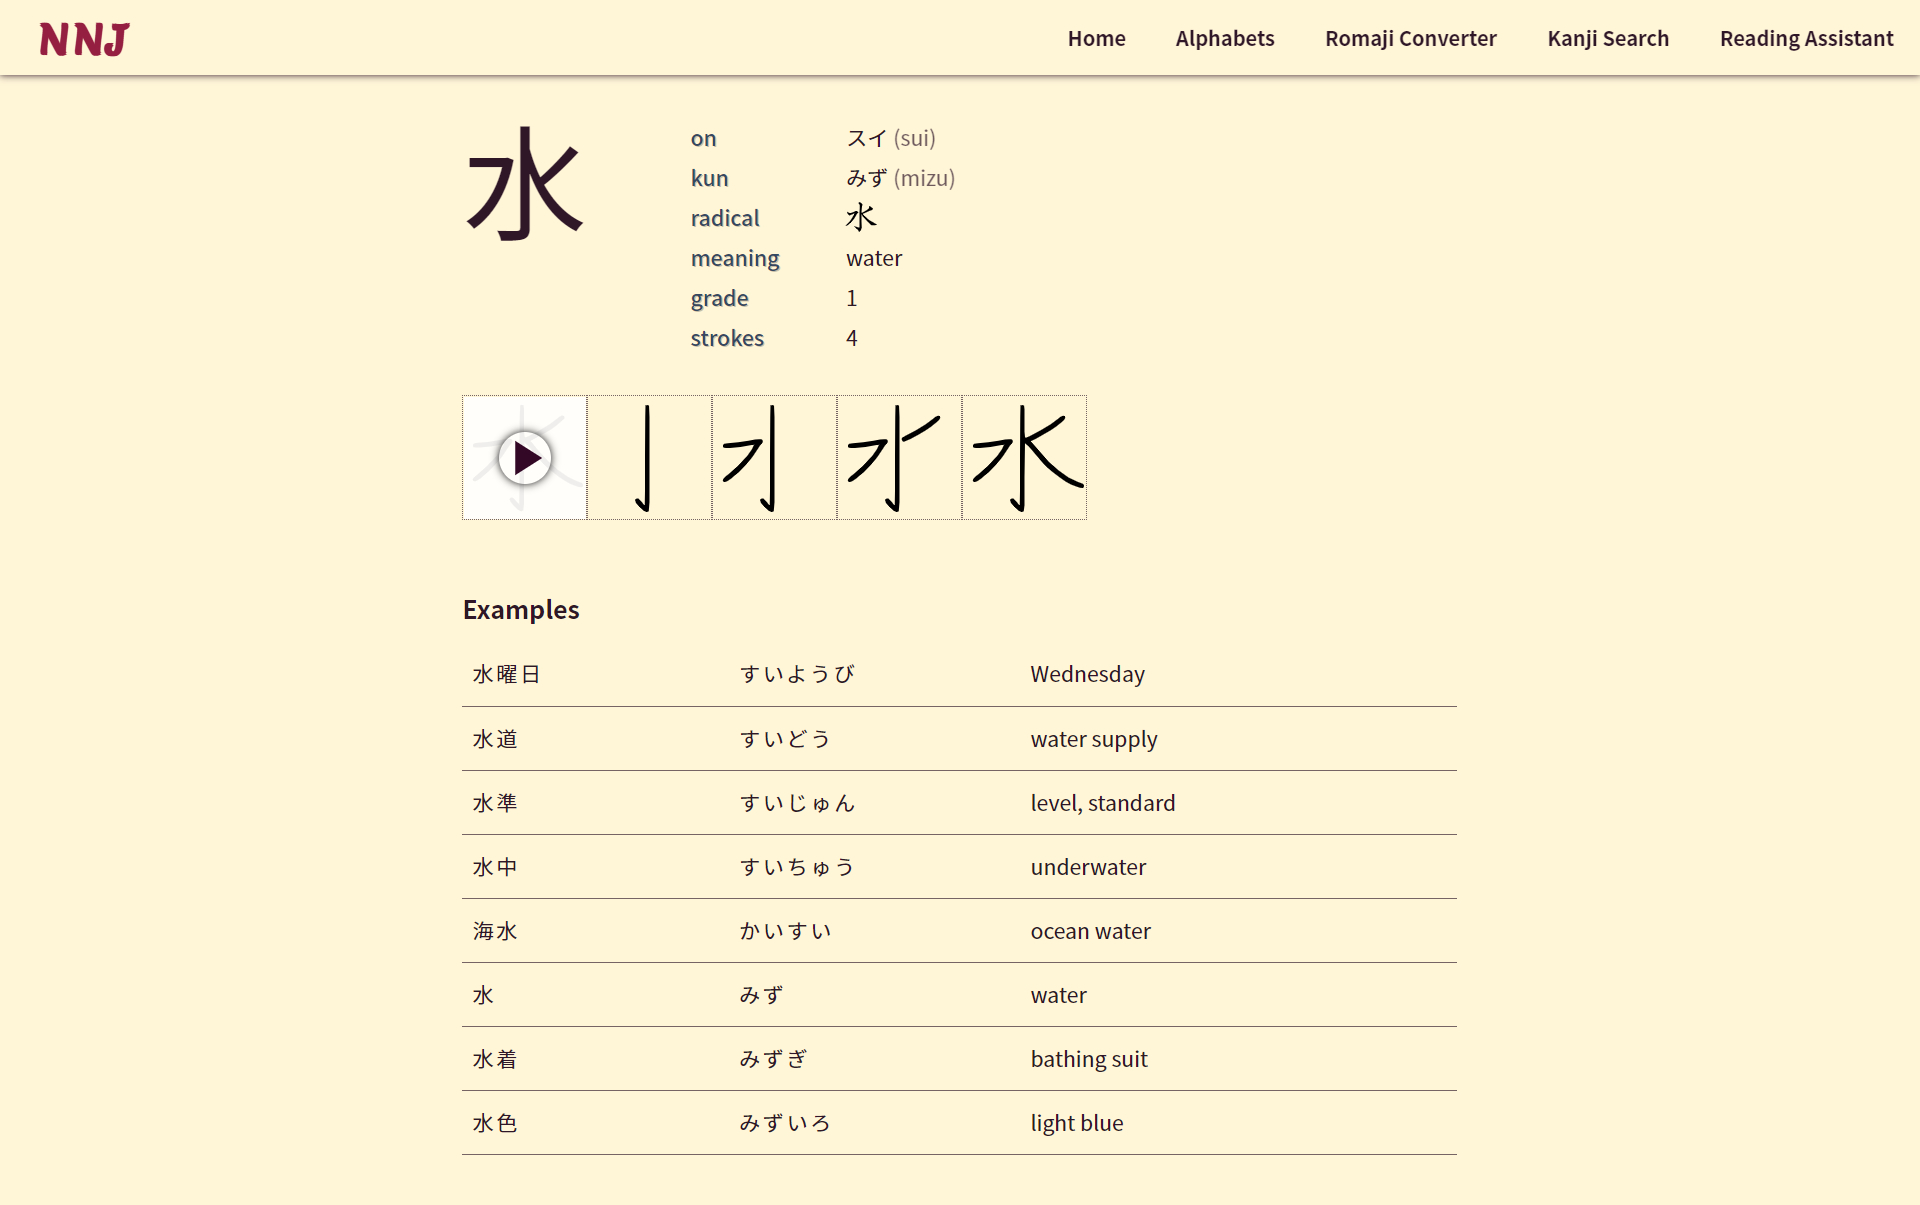 NNJ Home Alphabets Romaji Converter Kanji Search Reading Assistant
水
on スイ (sui)
kun みず (mizu)
radical 水
meaning water
grade 1
strokes 4
水
Examples
水曜日 すいようび Wednesday
水道 すいどう water supply
水準 すいじゅん level, standard
水中 すいちゅう underwater
海水 かいすい ocean water
水 みず water
水着 みずぎ bathing suit
水色 みずいろ light blue